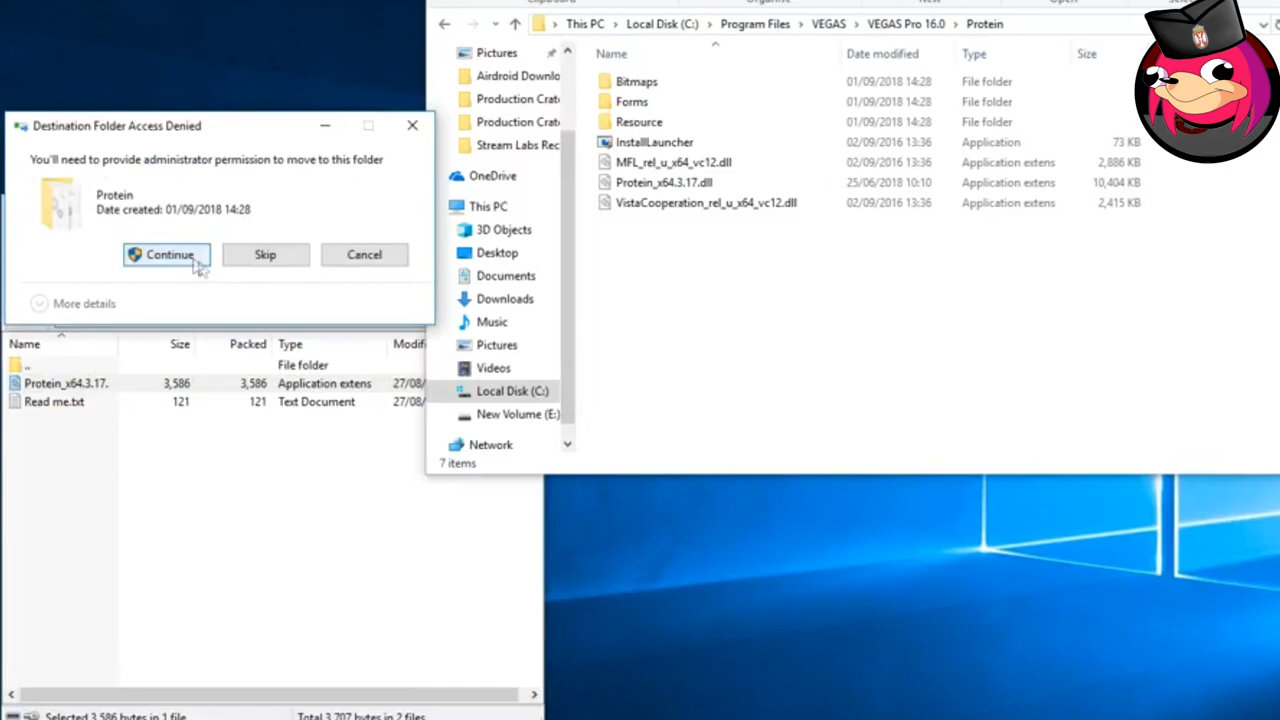 This PC > Local Disk (C:) > Program Files > VEGAS > VEGAS Pro 16.0 > Protein
Pictures
Airdroid Downlo
Production Crat
Production Crat
Stream Labs Rec
OneDrive
This PC
3D Objects
Desktop
Documents
Downloads
Music
Pictures
Videos
Local Disk (C:)
New Volume (E:)
Network
7 items
Name Date modified Type Size
Bitmaps 01/09/2018 14:28 File folder
Forms 01/09/2018 14:28 File folder
Resource 01/09/2018 14:28 File folder
InstallLauncher 02/09/2016 13:36 Application 73 KB
MFL_rel_u_x64_vc12.dll 02/09/2016 13:36 Application extens 2,886 KB
Protein_x64.3.17.dll 25/06/2018 10:10 Application extens 10,404 KB
VistaCooperation_rel_u_x64_vc12.dll 02/09/2016 13:36 Application extens 2,415 KB
Destination Folder Access Denied
You'll need to provide administrator permission to move to this folder
Protein
Date created: 01/09/2018 14:28
Continue Skip Cancel
More details
Name Size Packed Type Modif
.. File folder
Protein_x64.3.17. 3,586 3,586 Application extens 27/08/
Read me.txt 121 121 Text Document 27/08/
Selected 3,586 bytes in 1 file Total 3,707 bytes in 2 files